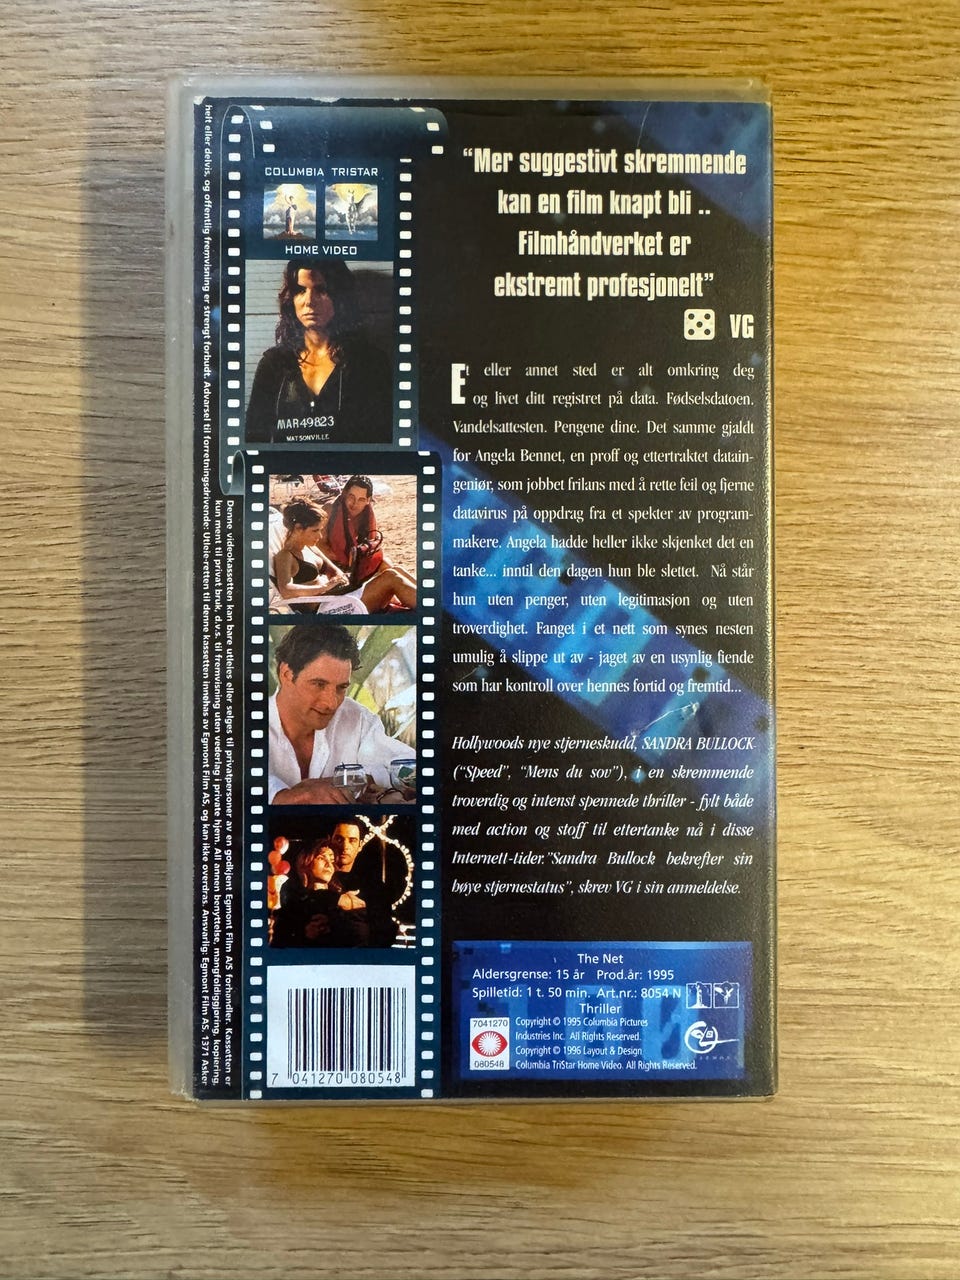 COLUMBIA TRISTAR
HOME VIDEO
MAR49823
WATSONVILLE
“Mer suggestivt skremmende
kan en film knapt bli ..
Filmhåndverket er
ekstremt profesjonelt”
VG
Et eller annet sted er alt omkring deg
og livet ditt registret på data. Fødselsdatoen.
Vandelsattesten. Pengene dine. Det samme gjaldt
for Angela Bennet, en proff og ettertraktet datain-
geniør, som jobbet frilans med å rette feil og fjerne
datavirus på oppdrag fra et spekter av program-
makere. Angela hadde heller ikke skjenket det en
tanke... inntil den dagen hun ble slettet. Nå står
hun uten penger, uten legitimasjon og uten
troverdighet. Fanget i et nett som synes nesten
umulig å slippe ut av - jaget av en usynlig fiende
som har kontroll over hennes fortid og fremtid...
Hollywoods nye stjerneskudd, SANDRA BULLOCK
(“Speed”, “Mens du sov”), i en skremmende
troverdig og intenst spennede thriller - fylt både
med action og stoff til ettertanke nå i disse
Internett-tider.”Sandra Bullock bekrefter sin
høye stjernestatus”, skrev VG i sin anmeldelse.
The Net
Aldersgrense: 15 år Prod.år: 1995
Spilletid: 1 t. 50 min. Art.nr.: 8054 N
Thriller
7041270
080548
Copyright © 1995 Columbia Pictures
Industries Inc. All Rights Reserved.
Copyright © 1996 Layout & Design
Columbia TriStar Home Video. All Rights Reserved.
7 041270 080548
Denne videokassetten kan bare utleies eller selges til privatpersoner av en godkjent Egmont Film A/S forhandler. Kassetten er
kun ment til privat bruk, d.v.s. til fremvisning uten vederlag i private hjem. All annen benyttelse, mangfoldiggjøring, kopiering,
helt eller delvis, og offentlig fremvisning er strengt forbudt. Advarsel til forretningsdrivende: Utleie-retten til denne kassetten innehas av Egmont Film AS, og kan ikke overdras. Ansvarlig: Egmont Film AS, 1371 Asker